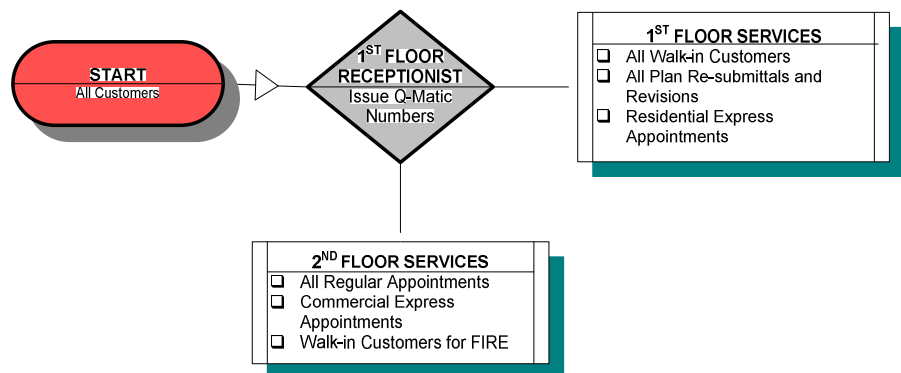 START
All Customers
1ST FLOOR
RECEPTIONIST
Issue Q-Matic
Numbers
1ST FLOOR SERVICES
❑ All Walk-in Customers
❑ All Plan Re-submittals and
Revisions
❑ Residential Express
Appointments
2ND FLOOR SERVICES
❑ All Regular Appointments
❑ Commercial Express
Appointments
❑ Walk-in Customers for FIRE